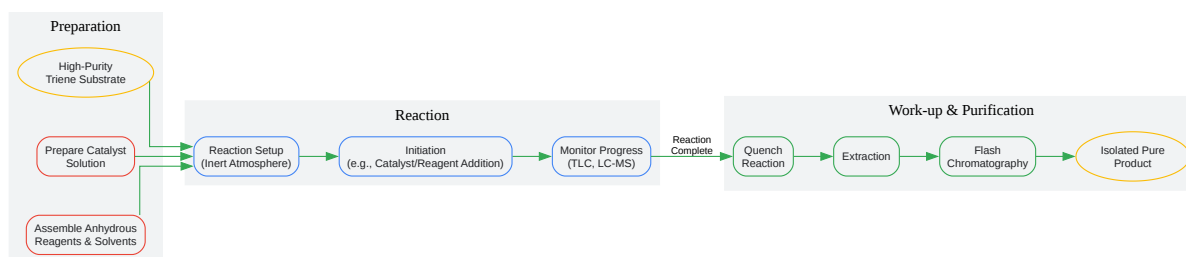 Preparation
High-Purity
Triene Substrate
Prepare Catalyst
Solution
Assemble Anhydrous
Reagents & Solvents
Reaction
Reaction Setup
(Inert Atmosphere)
Initiation
(e.g., Catalyst/Reagent Addition)
Monitor Progress
(TLC, LC-MS)
Reaction
Complete
Work-up & Purification
Quench
Reaction
Extraction
Flash
Chromatography
Isolated Pure
Product